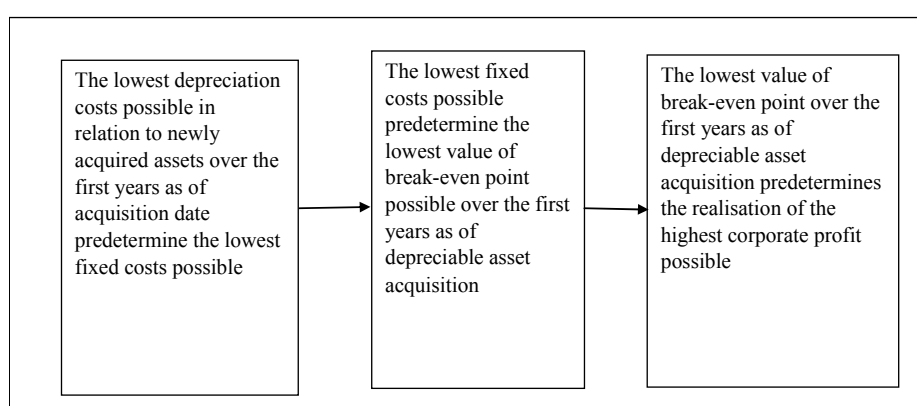 The lowest depreciation
costs possible in
relation to newly
acquired assets over the
first years as of
acquisition date
predetermine the lowest
fixed costs possible
The lowest fixed
costs possible
predetermine the
lowest value of
break-even point
possible over the first
years as of
depreciable asset
acquisition
The lowest value of
break-even point over the
first years as of
depreciable asset
acquisition predetermines
the realisation of the
highest corporate profit
possible